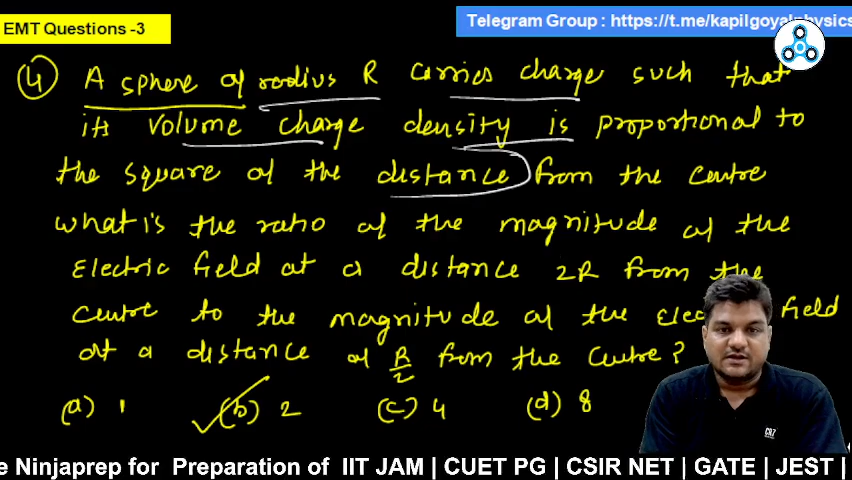 EMT Questions -3
Telegram Group : https://t.me/kapilgoyalphysics
(4) A sphere of radius R carries charge such that
its volume charge density is proportional to
the square of the distance from the centre
what is the ratio of the magnitude of the
Electric field at a distance 2R from the
centre to the magnitude of the field
at a distance of R/2 from the centre?
(a) 1 (b) 2 (c) 4 (d) 8
CR7
e Ninjaprep for Preparation of IIT JAM | CUET PG | CSIR NET | GATE | JEST |